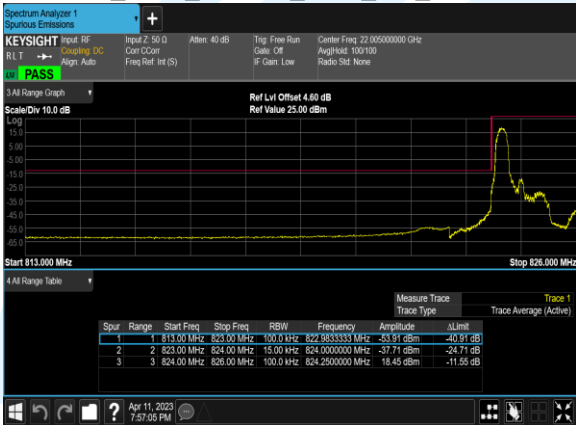 Spectrum Analyzer 1
Spurious Emissions
+
KEYSIGHT Input: RF Input Z: 50 Ω Atten: 40 dB Trig: Free Run Center Freq: 22.005000000 GHz
RLT Coupling: DC Corr CCorr Gate: Off Avg|Hold: 100/100
Align: Auto Freq Ref: Int (S) IF Gain: Low Radio Std: None
PASS
3 All Range Graph
Ref Lvl Offset 4.60 dB
Scale/Div 10.0 dB Ref Value 25.00 dBm
Log
15.0
5.00
-5.00
-15.0
-25.0
-35.0
-45.0
-55.0
-65.0
Start 813.000 MHz Stop 826.000 MHz
4 All Range Table
Measure Trace Trace 1
Trace Type Trace Average (Active)
Spur Range Start Freq Stop Freq RBW Frequency Amplitude ΔLimit
1 1 813.00 MHz 823.00 MHz 100.0 kHz 822.9833333 MHz -53.91 dBm -40.91 dB
2 2 823.00 MHz 824.00 MHz 15.00 kHz 824.0000000 MHz -37.71 dBm -24.71 dB
3 3 824.00 MHz 826.00 MHz 100.0 kHz 824.2500000 MHz 18.45 dBm -11.55 dB
?
Apr 11, 2023
7:57:05 PM